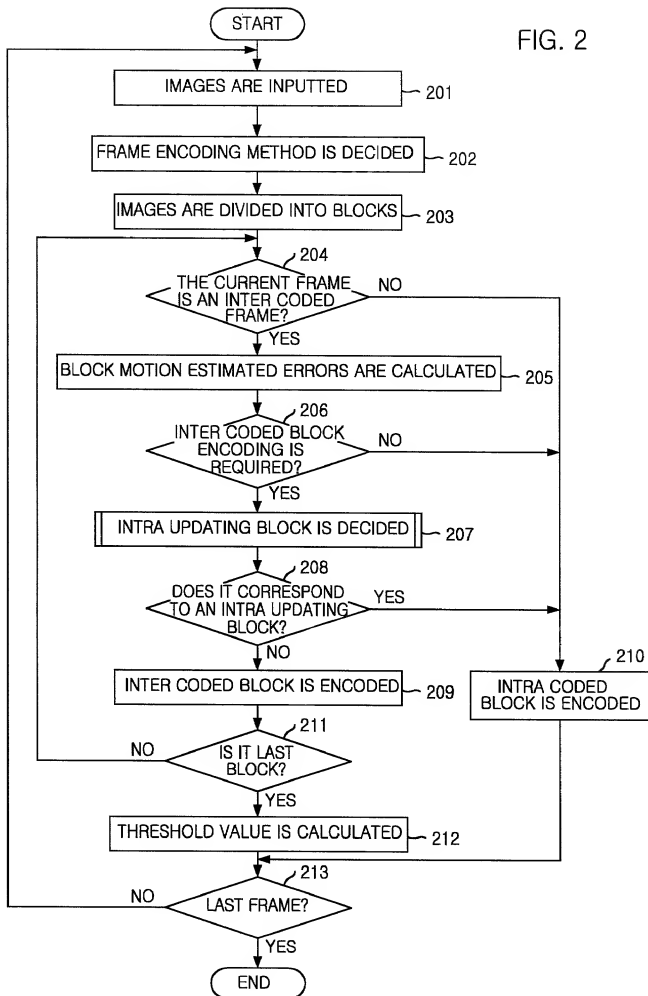 START
FIG. 2
IMAGES ARE INPUTTED
201
FRAME ENCODING METHOD IS DECIDED
202
IMAGES ARE DIVIDED INTO BLOCKS
203
204
THE CURRENT FRAME
IS AN INTER CODED
FRAME?
NO
YES
BLOCK MOTION ESTIMATED ERRORS ARE CALCULATED
205
206
INTER CODED BLOCK
ENCODING IS
REQUIRED?
NO
YES
INTRA UPDATING BLOCK IS DECIDED
207
208
DOES IT CORRESPOND
TO AN INTRA UPDATING
BLOCK?
YES
NO
210
INTER CODED BLOCK IS ENCODED
209
INTRA CODED
BLOCK IS ENCODED
211
NO
IS IT LAST
BLOCK?
YES
THRESHOLD VALUE IS CALCULATED
212
213
NO
LAST FRAME?
YES
END